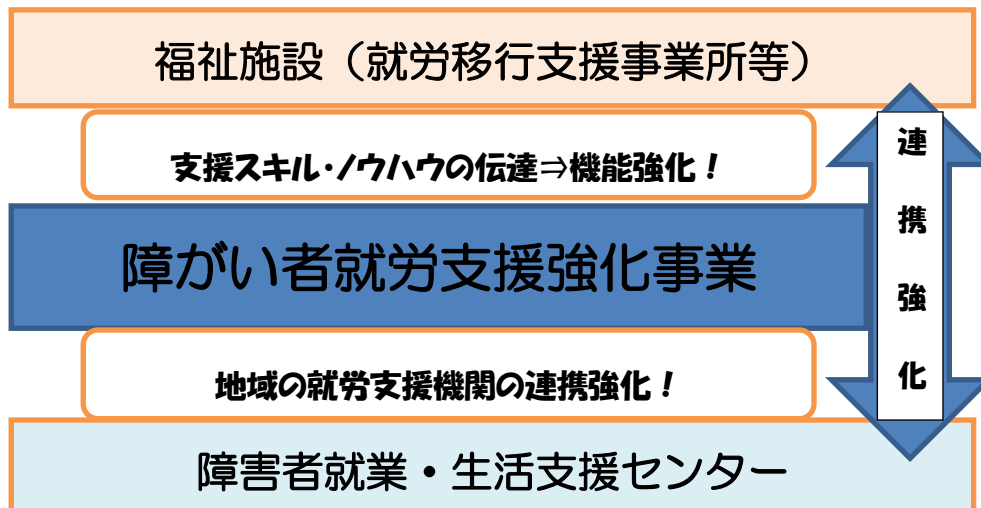 福祉施設（就労移行支援事業所等）
支援スキル・ノウハウの伝達⇒機能強化！
障がい者就労支援強化事業
地域の就労支援機関の連携強化！
障害者就業・生活支援センター
連携強化